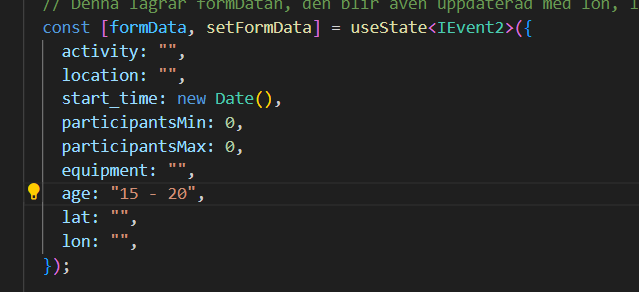 // Denna lagrar formDatan, den blir även uppdaterad med lon, l
const [formData, setFormData] = useState<IEvent2>({
activity: "",
location: "",
start_time: new Date(),
participantsMin: 0,
participantsMax: 0,
equipment: "",
age: "15 - 20",
lat: "",
lon: "",
});